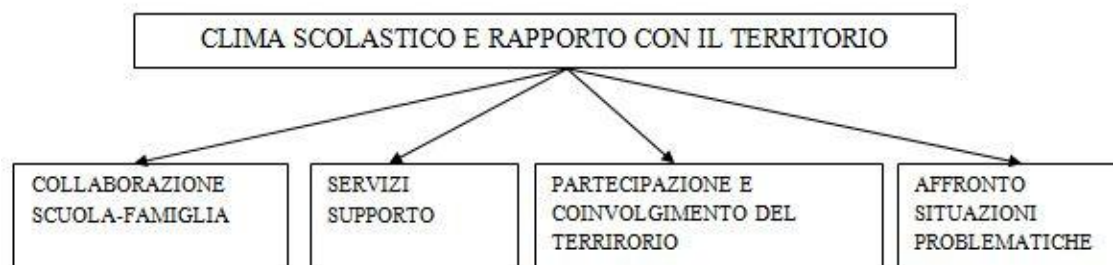 CLIMA SCOLASTICO E RAPPORTO CON IL TERRITORIO
COLLABORAZIONE
SCUOLA-FAMIGLIA
SERVIZI
SUPPORTO
PARTECIPAZIONE E
COINVOLGIMENTO DEL
TERRIRORIO
AFFRONTO
SITUAZIONI
PROBLEMATICHE